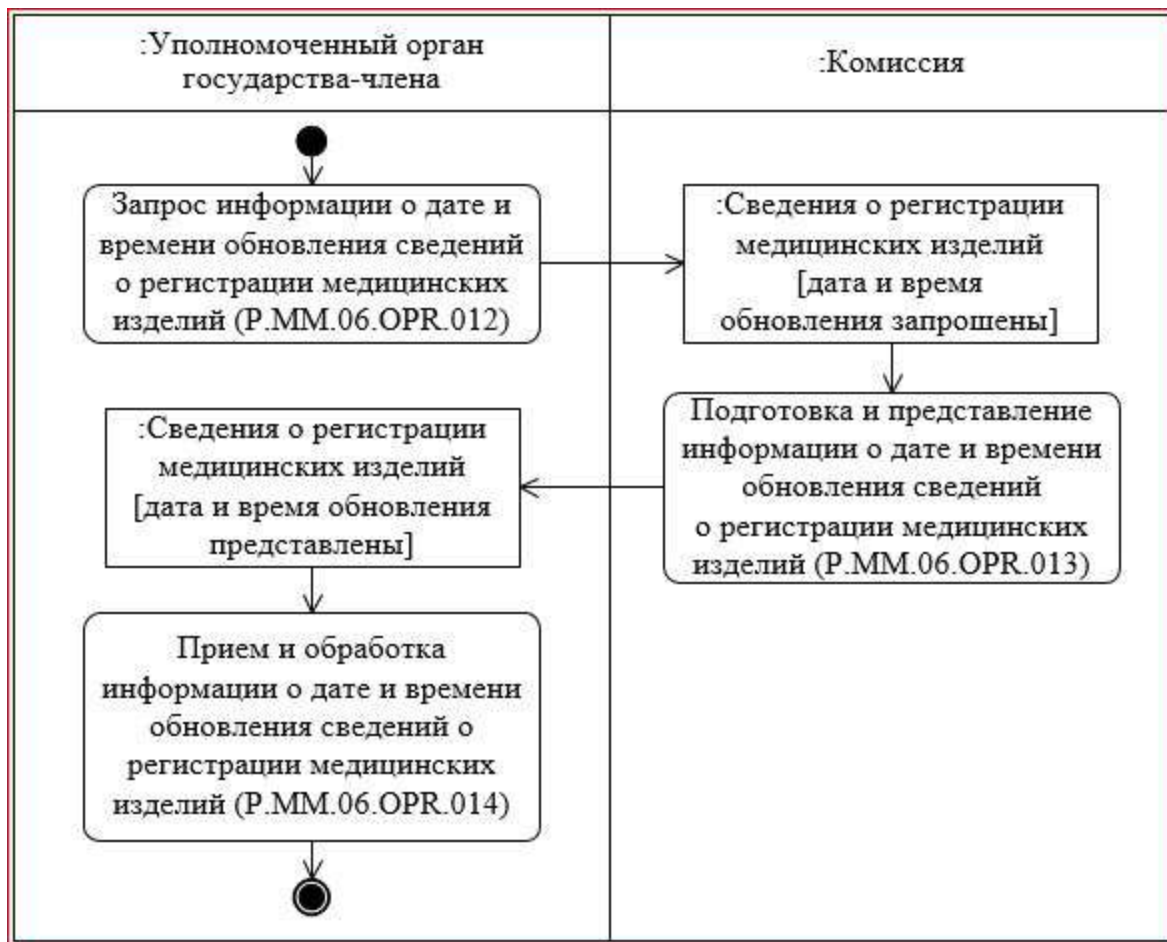 :Уполномоченный орган
государства-члена
:Комиссия
Запрос информации о дате и
времени обновления сведений
о регистрации медицинских
изделий (P.MM.06.OPR.012)
:Сведения о регистрации
медицинских изделий
[дата и время
обновления запрошены]
Подготовка и представление
информации о дате и времени
обновления сведений
о регистрации медицинских
изделий (P.MM.06.OPR.013)
:Сведения о регистрации
медицинских изделий
[дата и время обновления
представлены]
Прием и обработка
информации о дате и времени
обновления сведений о
регистрации медицинских
изделий (P.MM.06.OPR.014)